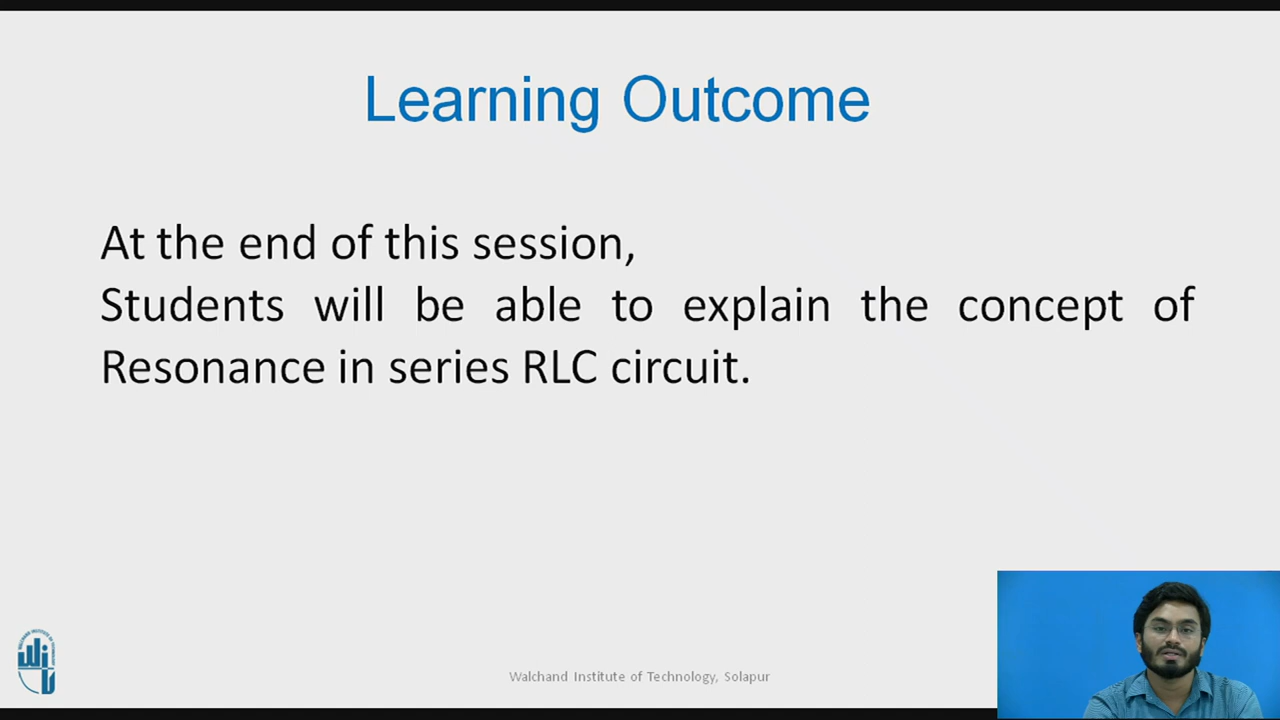 Learning Outcome
At the end of this session,
Students will be able to explain the concept of
Resonance in series RLC circuit.
Walchand Institute of Technology, Solapur